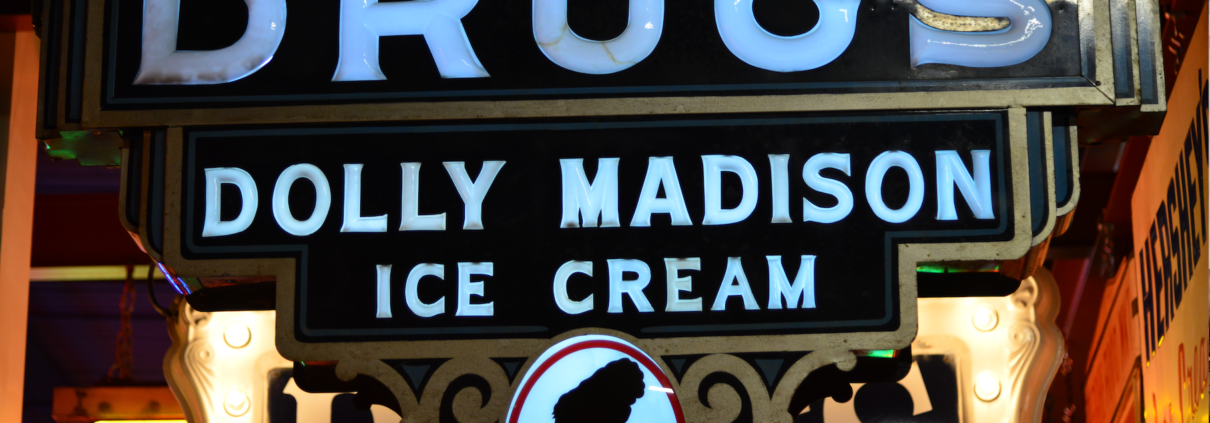 DRUGS
DOLLY MADISON
ICE CREAM
HERSHEY'S